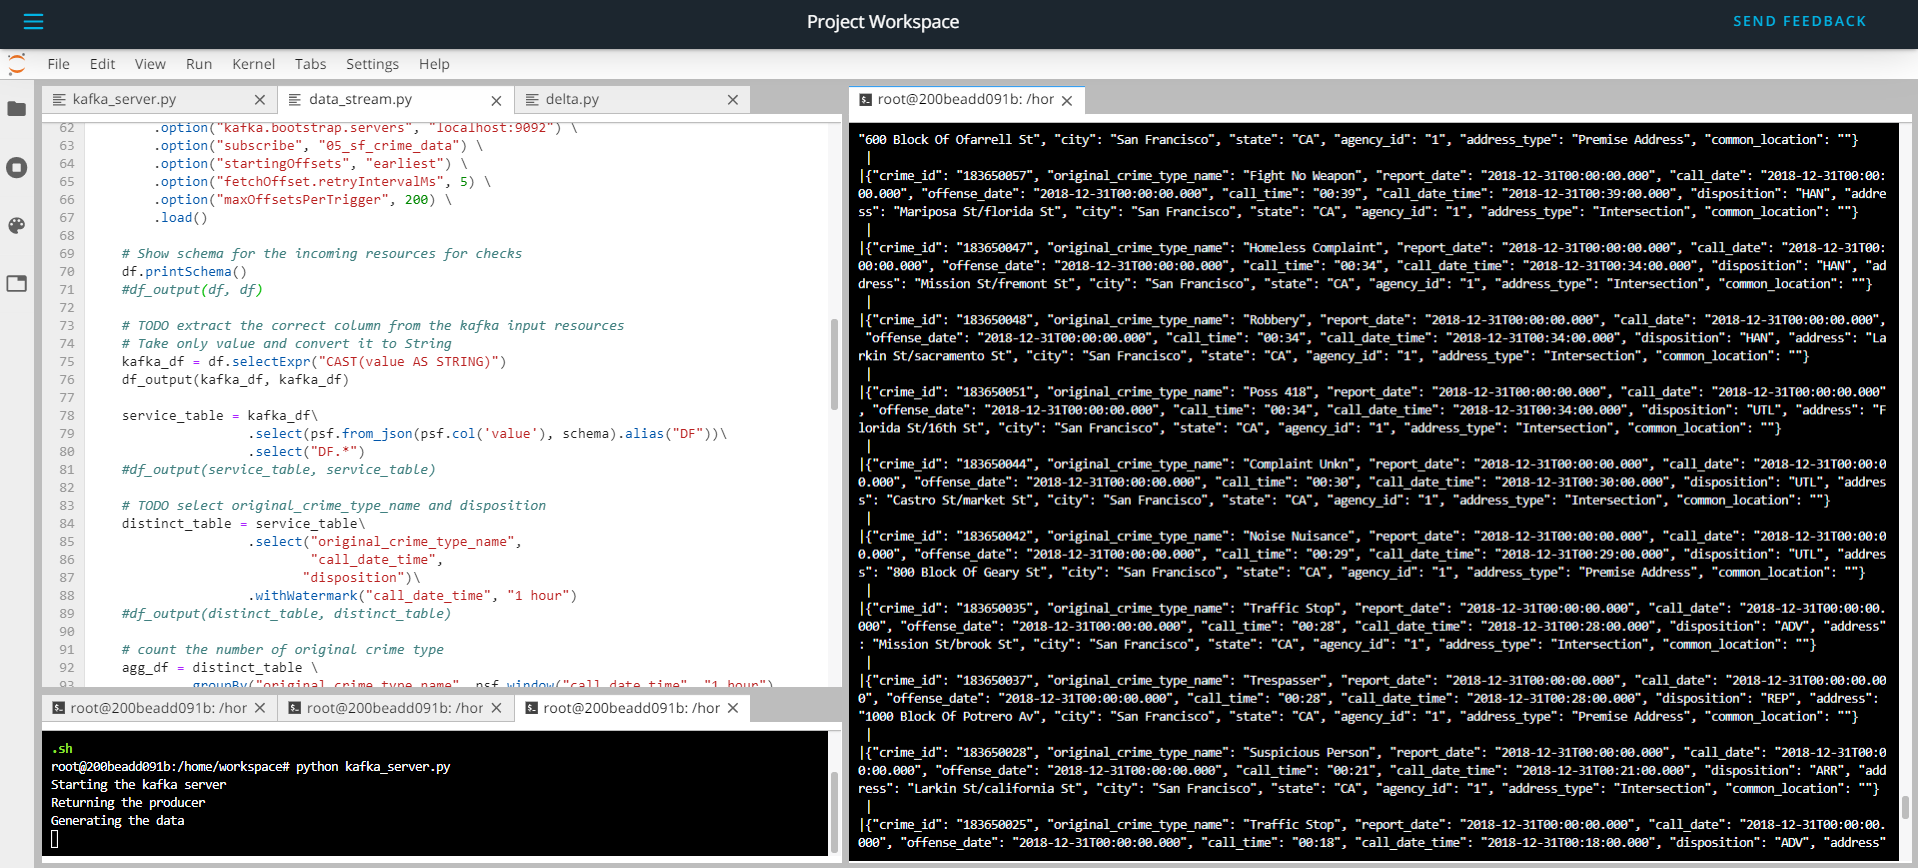 Project Workspace
SEND FEEDBACK
File Edit View Run Kernel Tabs Settings Help
kafka_server.py
data_stream.py
delta.py
62 .option("kafka.bootstrap.servers", "localhost:9092") \
63 .option("subscribe", "05_sf_crime_data") \
64 .option("startingOffsets", "earliest") \
65 .option("fetchOffset.retryIntervalMs", 5) \
66 .option("maxOffsetsPerTrigger", 200) \
67 .load()
68
69 # Show schema for the incoming resources for checks
70 df.printSchema()
71 #df_output(df, df)
72
73 # TODO extract the correct column from the kafka input resources
74 # Take only value and convert it to String
75 kafka_df = df.selectExpr("CAST(value AS STRING)")
76 df_output(kafka_df, kafka_df)
77
78 service_table = kafka_df\
79 .select(psf.from_json(psf.col('value'), schema).alias("DF"))\
80 .select("DF.*")
81 #df_output(service_table, service_table)
82
83 # TODO select original_crime_type_name and disposition
84 distinct_table = service_table\
85 .select("original_crime_type_name",
86 "call_date_time",
87 "disposition")\
88 .withWatermark("call_date_time", "1 hour")
89 #df_output(distinct_table, distinct_table)
90
91 # count the number of original crime type
92 agg_df = distinct_table \
93 groupBy("original_crime_type_name", psf.window("call_date_time", "1 hour")
root@200beadd091b: /hor
root@200beadd091b: /hor
root@200beadd091b: /hor
.sh
root@200beadd091b:/home/workspace# python kafka_server.py
Starting the kafka server
Returning the producer
Generating the data
root@200beadd091b: /hor
"600 Block Of Ofarrell St", "city": "San Francisco", "state": "CA", "agency_id": "1", "address_type": "Premise Address", "common_location": ""}
|
|{"crime_id": "183650057", "original_crime_type_name": "Fight No Weapon", "report_date": "2018-12-31T00:00:00.000", "call_date": "2018-12-31T00:00:
00.000", "offense_date": "2018-12-31T00:00:00.000", "call_time": "00:39", "call_date_time": "2018-12-31T00:39:00.000", "disposition": "HAN", "addre
ss": "Mariposa St/florida St", "city": "San Francisco", "state": "CA", "agency_id": "1", "address_type": "Intersection", "common_location": ""}
|
|{"crime_id": "183650047", "original_crime_type_name": "Homeless Complaint", "report_date": "2018-12-31T00:00:00.000", "call_date": "2018-12-31T00:
00:00.000", "offense_date": "2018-12-31T00:00:00.000", "call_time": "00:34", "call_date_time": "2018-12-31T00:34:00.000", "disposition": "HAN", "ad
dress": "Mission St/fremont St", "city": "San Francisco", "state": "CA", "agency_id": "1", "address_type": "Intersection", "common_location": ""}
|
|{"crime_id": "183650048", "original_crime_type_name": "Robbery", "report_date": "2018-12-31T00:00:00.000", "call_date": "2018-12-31T00:00:00.000",
"offense_date": "2018-12-31T00:00:00.000", "call_time": "00:34", "call_date_time": "2018-12-31T00:34:00.000", "disposition": "HAN", "address": "La
rkin St/sacramento St", "city": "San Francisco", "state": "CA", "agency_id": "1", "address_type": "Intersection", "common_location": ""}
|
|{"crime_id": "183650051", "original_crime_type_name": "Poss 418", "report_date": "2018-12-31T00:00:00.000", "call_date": "2018-12-31T00:00:00.000"
, "offense_date": "2018-12-31T00:00:00.000", "call_time": "00:34", "call_date_time": "2018-12-31T00:34:00.000", "disposition": "UTL", "address": "F
lorida St/16th St", "city": "San Francisco", "state": "CA", "agency_id": "1", "address_type": "Intersection", "common_location": ""}
|
|{"crime_id": "183650044", "original_crime_type_name": "Complaint Unkn", "report_date": "2018-12-31T00:00:00.000", "call_date": "2018-12-31T00:00:0
0.000", "offense_date": "2018-12-31T00:00:00.000", "call_time": "00:30", "call_date_time": "2018-12-31T00:30:00.000", "disposition": "UTL", "addres
s": "Castro St/market St", "city": "San Francisco", "state": "CA", "agency_id": "1", "address_type": "Intersection", "common_location": ""}
|
|{"crime_id": "183650042", "original_crime_type_name": "Noise Nuisance", "report_date": "2018-12-31T00:00:00.000", "call_date": "2018-12-31T00:00:0
0.000", "offense_date": "2018-12-31T00:00:00.000", "call_time": "00:29", "call_date_time": "2018-12-31T00:29:00.000", "disposition": "UTL", "addres
s": "800 Block Of Geary St", "city": "San Francisco", "state": "CA", "agency_id": "1", "address_type": "Premise Address", "common_location": ""}
|
|{"crime_id": "183650035", "original_crime_type_name": "Traffic Stop", "report_date": "2018-12-31T00:00:00.000", "call_date": "2018-12-31T00:00:00.
000", "offense_date": "2018-12-31T00:00:00.000", "call_time": "00:28", "call_date_time": "2018-12-31T00:28:00.000", "disposition": "ADV", "address"
: "Mission St/brook St", "city": "San Francisco", "state": "CA", "agency_id": "1", "address_type": "Intersection", "common_location": ""}
|
|{"crime_id": "183650037", "original_crime_type_name": "Trespasser", "report_date": "2018-12-31T00:00:00.000", "call_date": "2018-12-31T00:00:00.00
0", "offense_date": "2018-12-31T00:00:00.000", "call_time": "00:28", "call_date_time": "2018-12-31T00:28:00.000", "disposition": "REP", "address":
"1000 Block Of Potrero Av", "city": "San Francisco", "state": "CA", "agency_id": "1", "address_type": "Premise Address", "common_location": ""}
|
|{"crime_id": "183650028", "original_crime_type_name": "Suspicious Person", "report_date": "2018-12-31T00:00:00.000", "call_date": "2018-12-31T00:0
0:00.000", "offense_date": "2018-12-31T00:00:00.000", "call_time": "00:21", "call_date_time": "2018-12-31T00:21:00.000", "disposition": "ARR", "add
ress": "Larkin St/california St", "city": "San Francisco", "state": "CA", "agency_id": "1", "address_type": "Intersection", "common_location": ""}
|
|{"crime_id": "183650025", "original_crime_type_name": "Traffic Stop", "report_date": "2018-12-31T00:00:00.000", "call_date": "2018-12-31T00:00:00.
000", "offense_date": "2018-12-31T00:00:00.000", "call_time": "00:18", "call_date_time": "2018-12-31T00:18:00.000", "disposition": "ADV", "address"